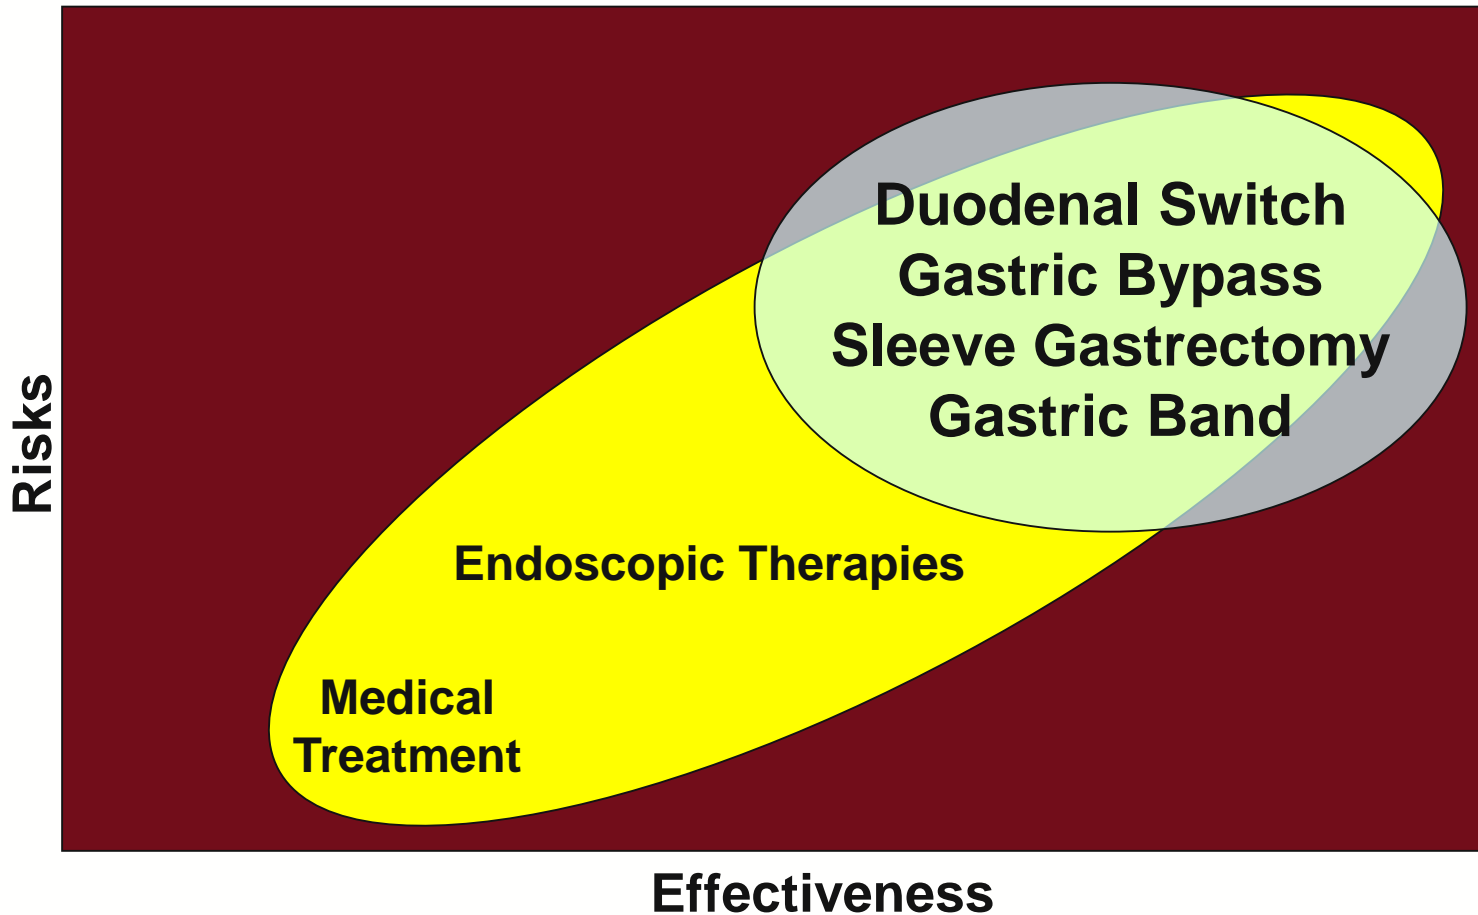 Duodenal Switch
Gastric Bypass
Sleeve Gastrectomy
Gastric Band
Risks
Endoscopic Therapies
Medical
Treatment
Effectiveness